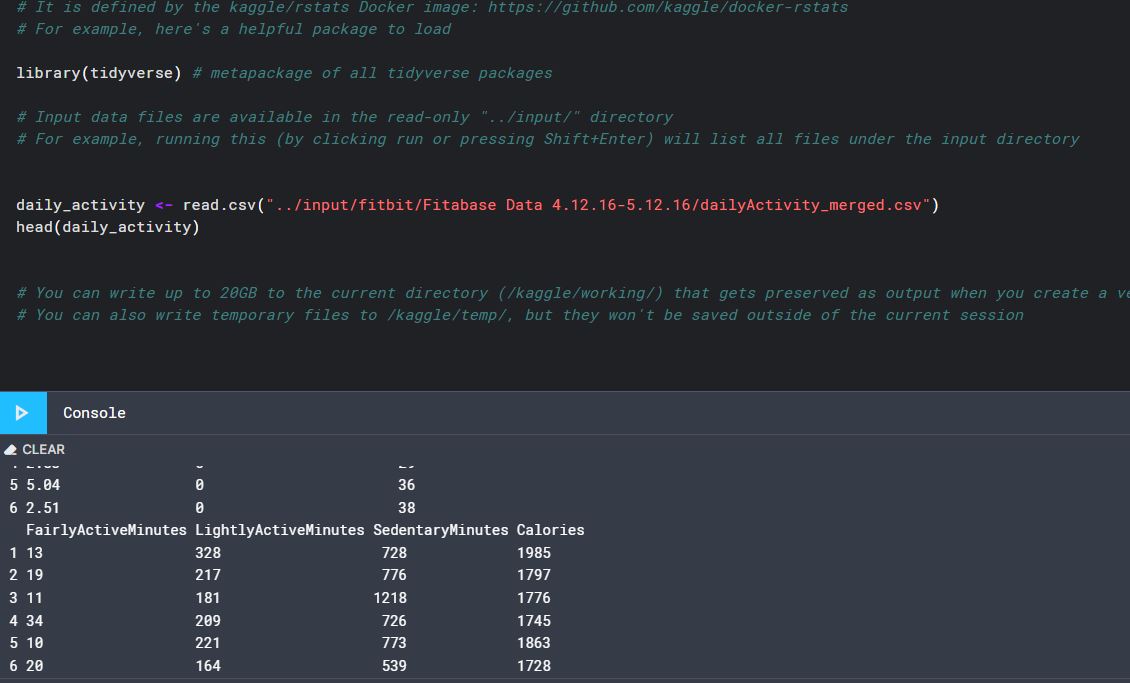 # It is defined by the kaggle/rstats Docker image: https://github.com/kaggle/docker-rstats
# For example, here's a helpful package to load
library(tidyverse) # metapackage of all tidyverse packages
# Input data files are available in the read-only "../input/" directory
# For example, running this (by clicking run or pressing Shift+Enter) will list all files under the input directory
daily_activity <- read.csv("../input/fitbit/Fitabase Data 4.12.16-5.12.16/dailyActivity_merged.csv")
head(daily_activity)
# You can write up to 20GB to the current directory (/kaggle/working/) that gets preserved as output when you create a
# You can also write temporary files to /kaggle/temp/, but they won't be saved outside of the current session
Console
CLEAR
5 5.04 0 36
6 2.51 0 38
FairlyActiveMinutes LightlyActiveMinutes SedentaryMinutes Calories
1 13 328 728 1985
2 19 217 776 1797
3 11 181 1218 1776
4 34 209 726 1745
5 10 221 773 1863
6 20 164 539 1728